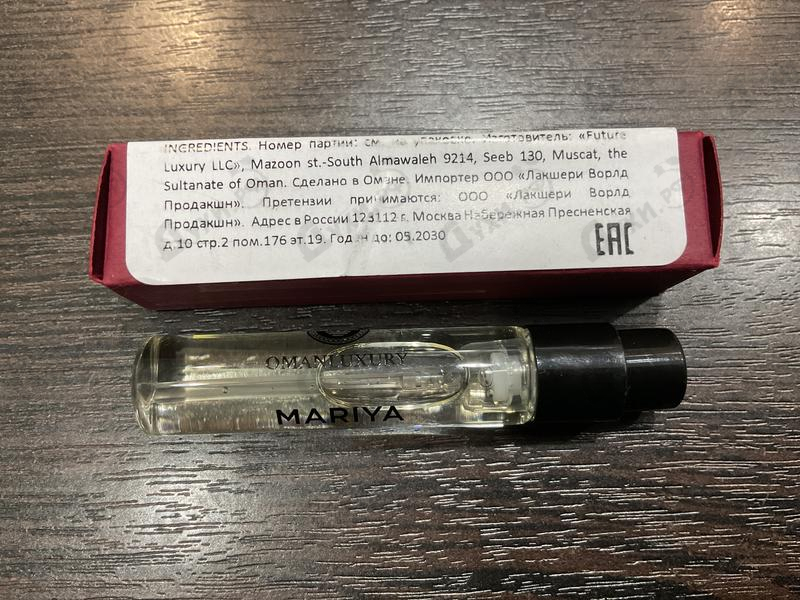 INGREDIENTS. Номер партии: см. на упаковке. Изготовитель: «Future
Luxury LLC», Mazoon st.-South Almawaleh 9214, Seeb 130, Muscat, the
Sultanate of Oman. Сделано в Омане. Импортер ООО «Лакшери Ворлд
Продакшн». Претензии принимаются: ООО «Лакшери Ворлд
Продакшн». Адрес в России 123112 г. Москва Набережная Пресненская
д.10 стр.2 пом.176 эт.19. Годен до: 05.2030
EAC
OMANLUXURY
MARIYA